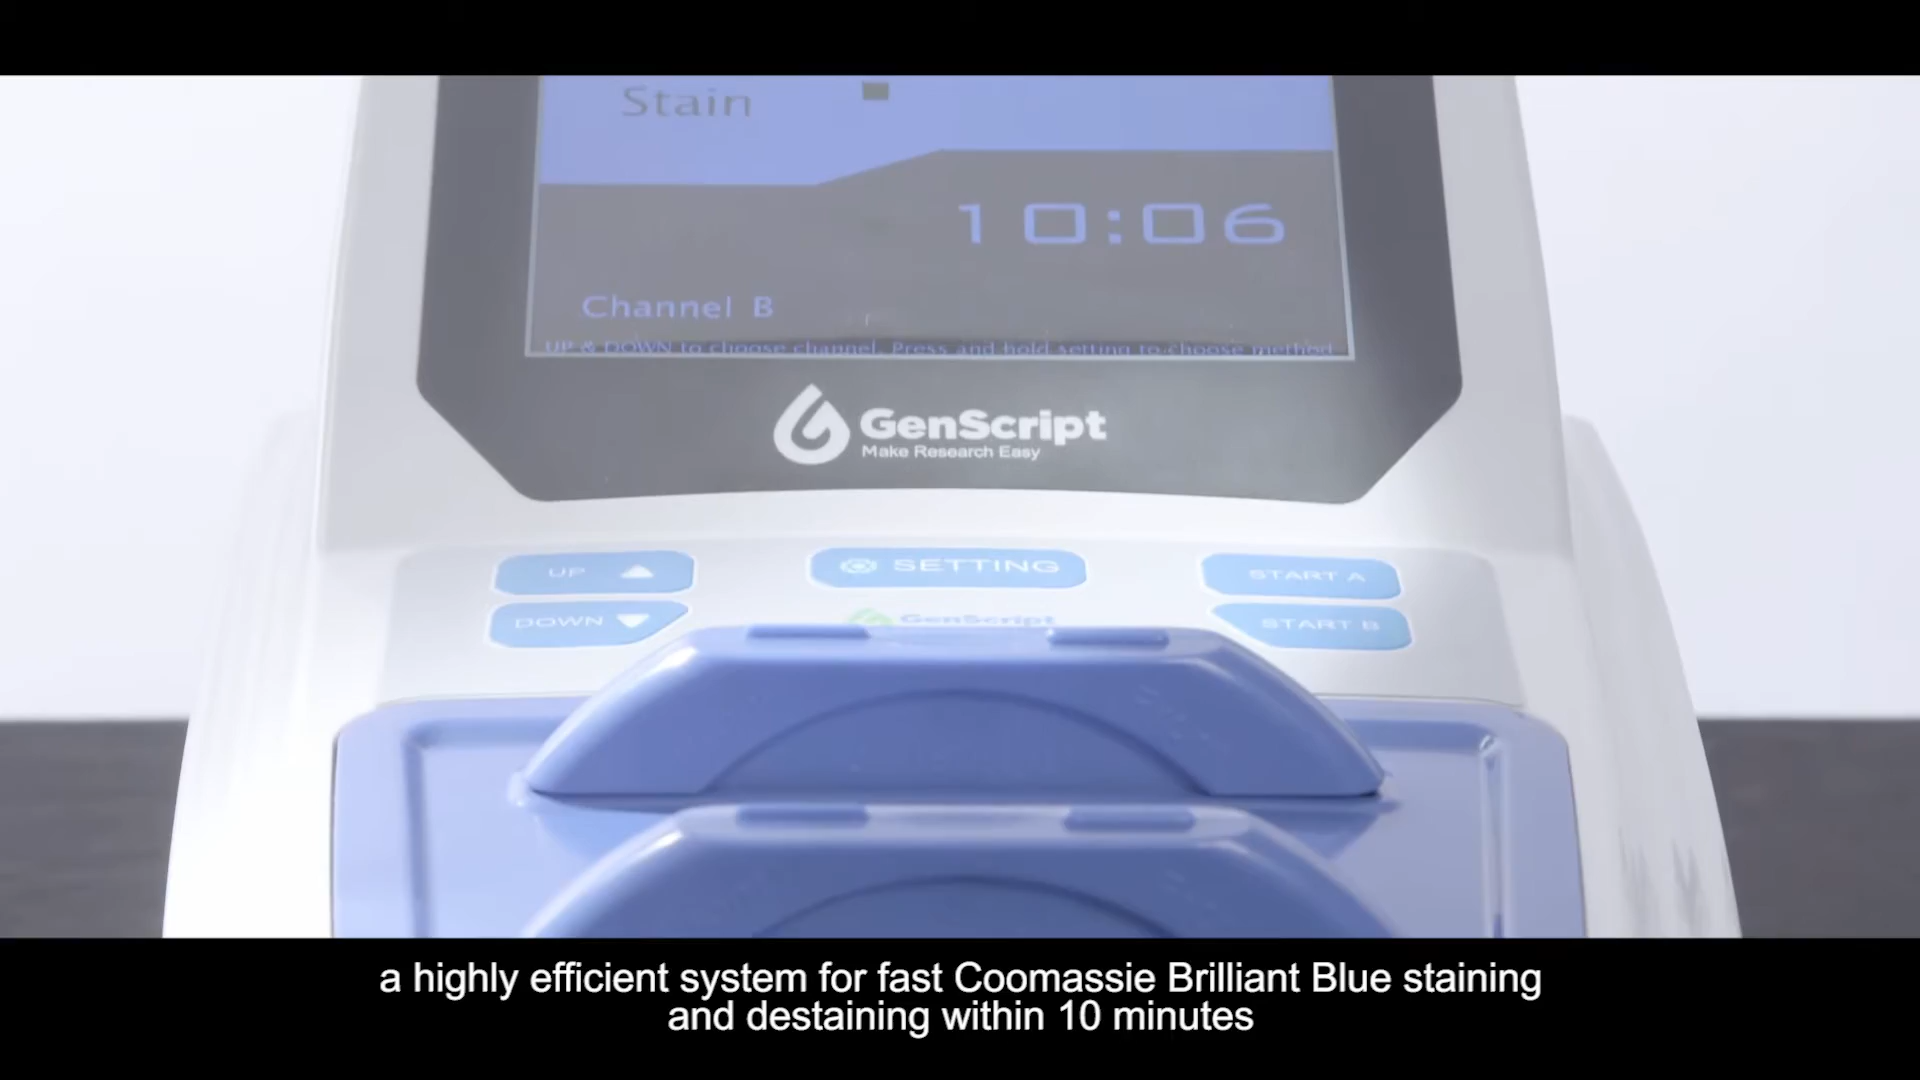 Stain
10:06
Channel B
UP & DOWN to choose channel. Press and hold setting to choose method
GenScript
Make Research Easy
UP
SETTING
START A
DOWN
GenScript
START B
a highly efficient system for fast Coomassie Brilliant Blue staining
and destaining within 10 minutes